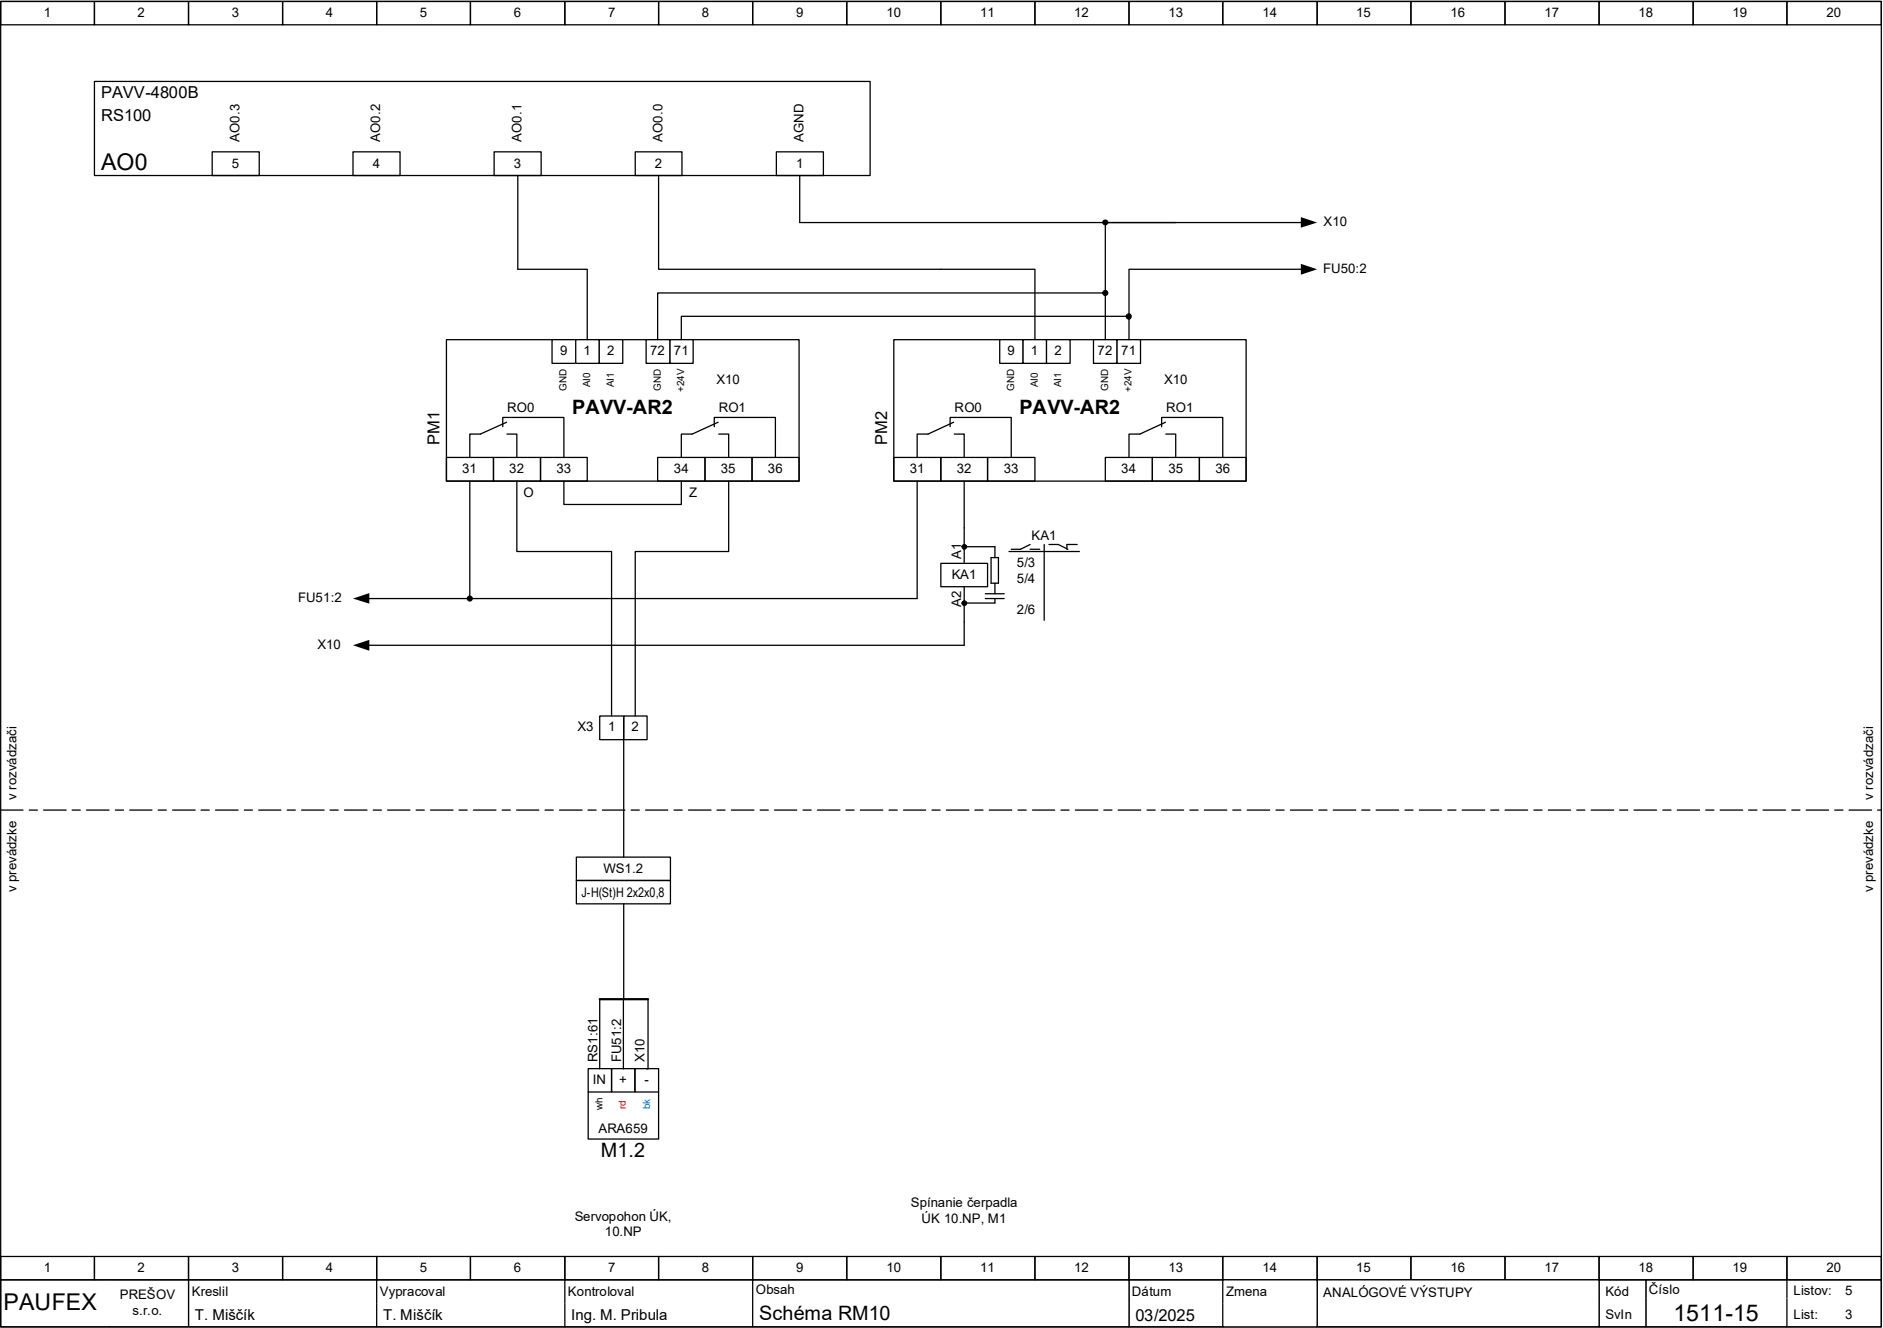 1 2 3 4 5 6 7 8 9 10 11 12 13 14 15 16 17 18 19 20
PAVV-4800B
RS100
AO0
AO0.3
AO0.2
AO0.1
AO0.0
AGND
5
4
3
2
1
X10
FU50:2
PM1
9 1 2 72 71
GND AI0 AI1 GND +24V
X10
PAVV-AR2
RO0
RO1
31 32 33 34 35 36
O
Z
PM2
9 1 2 72 71
GND AI0 AI1 GND +24V
X10
PAVV-AR2
RO0
RO1
31 32 33 34 35 36
A1
KA1
A2
KA1
5/3
5/4
2/6
FU51:2
X10
X3 1 2
v rozvádzači
v rozvádzači
v prevádzke
v prevádzke
WS1.2
J-H(St)H 2x2x0,8
RS1:61
FU51:2
X10
IN + -
wh rd bk
ARA659
M1.2
Servopohon ÚK,
10.NP
Spínanie čerpadla
ÚK 10.NP, M1
1 2 3 4 5 6 7 8 9 10 11 12 13 14 15 16 17 18 19 20
PAUFEX
PREŠOV
s.r.o.
Kreslil
T. Miščík
Vypracoval
T. Miščík
Kontroloval
Ing. M. Pribula
Obsah
Schéma RM10
Dátum
03/2025
Zmena
ANALÓGOVÉ VÝSTUPY
Kód
Svln
Číslo
1511-15
Listov: 5
List: 3